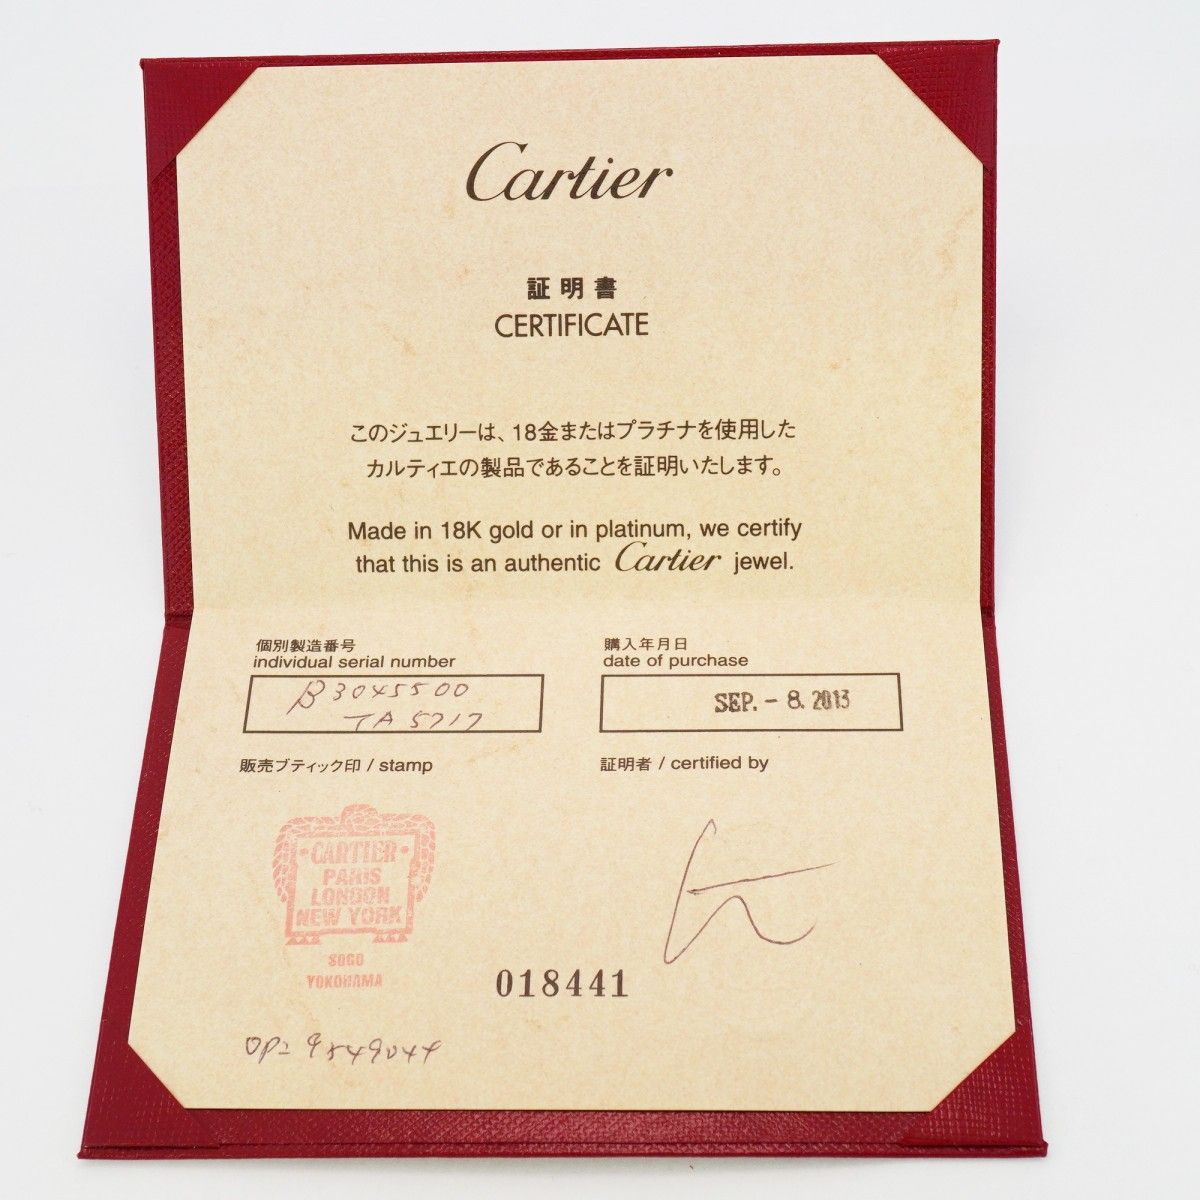 Cartier
証明書
CERTIFICATE
このジュエリーは、18金またはプラチナを使用した
カルティエの製品であることを証明いたします。
Made in 18K gold or in platinum, we certify
that this is an authentic Cartier jewel.
個別製造番号
individual serial number
B3045500
TA5717
購入年月日
date of purchase
SEP. - 8. 2013
販売ブティック印 / stamp
証明者 / certified by
CARTIER
PARIS
LONDON
NEW YORK
SOGO
YOKOHAMA
018441